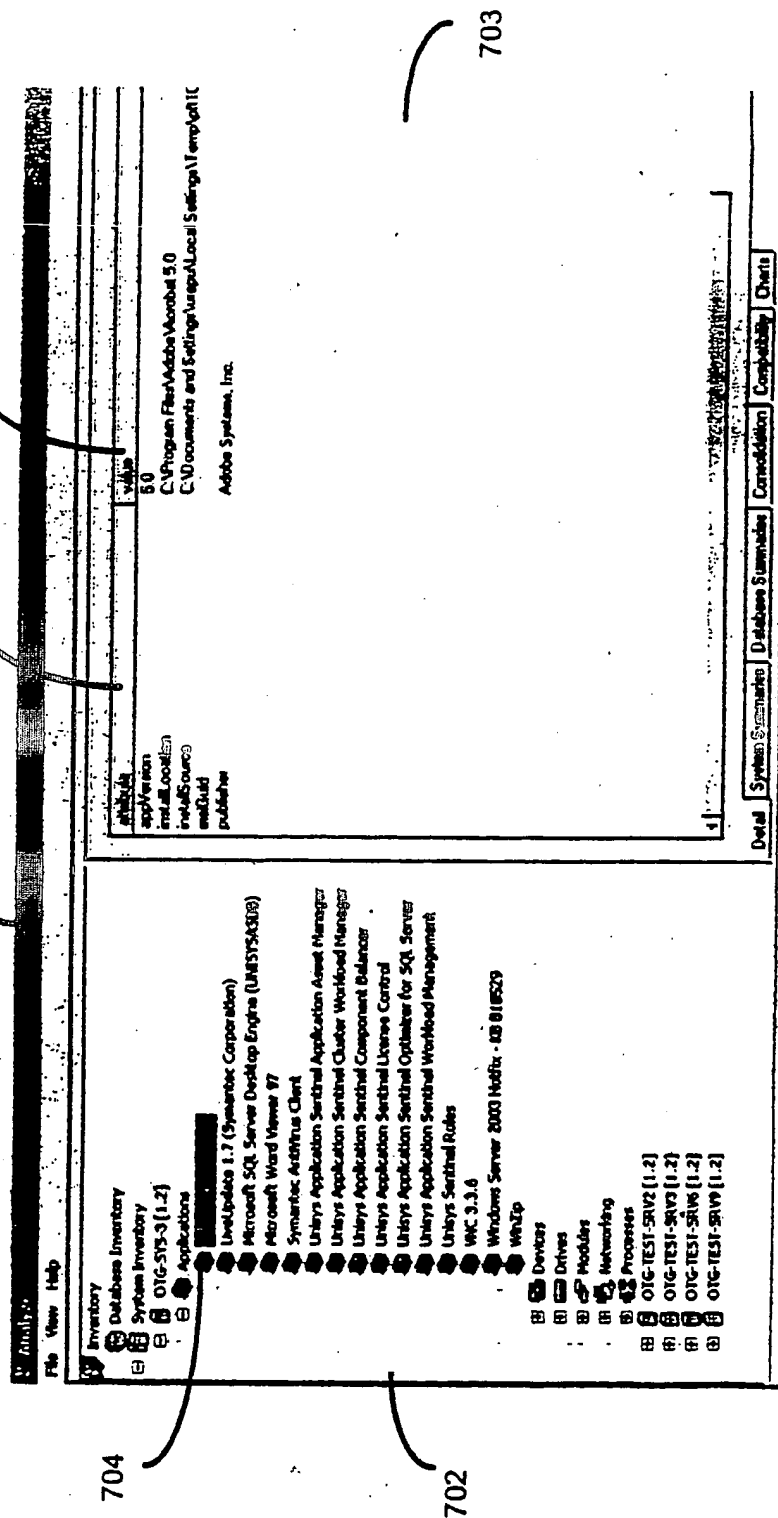 703
File View Help
Inventory
Database Inventory
System Inventory
OTG-SYS-3 [1.2]
Applications
LiveUpdate 1.7 (Symantec Corporation)
Microsoft SQL Server Desktop Engine (UNISYSASDB)
Microsoft Word Viewer 97
Symantec AntiVirus Client
Unisys Application Sentinel Application Asset Manager
Unisys Application Sentinel Cluster Workload Manager
Unisys Application Sentinel Component Balancer
Unisys Application Sentinel License Control
Unisys Application Sentinel Optimizer for SQL Server
Unisys Application Sentinel Workload Management
Unisys Sentinel Roles
VNC 3.3.6
Windows Server 2003 Hotfix - KB 818529
WinZip
Devices
Drives
Modules
Networking
Processes
OTG-TEST-SRV2 [1.2]
OTG-TEST-SRV3 [1.2]
OTG-TEST-SRV6 [1.2]
OTG-TEST-SRV9 [1.2]
attribute value
appVersion 5.0
installLocation C:\Program Files\Adobe\Acrobat 5.0
installSource C:\Documents and Settings\urepu\Local Settings\Temp\pft1C
publisher Adobe Systems, Inc.
Detail System Summaries Database Summaries Consolidation Compatibility Charts
704
702